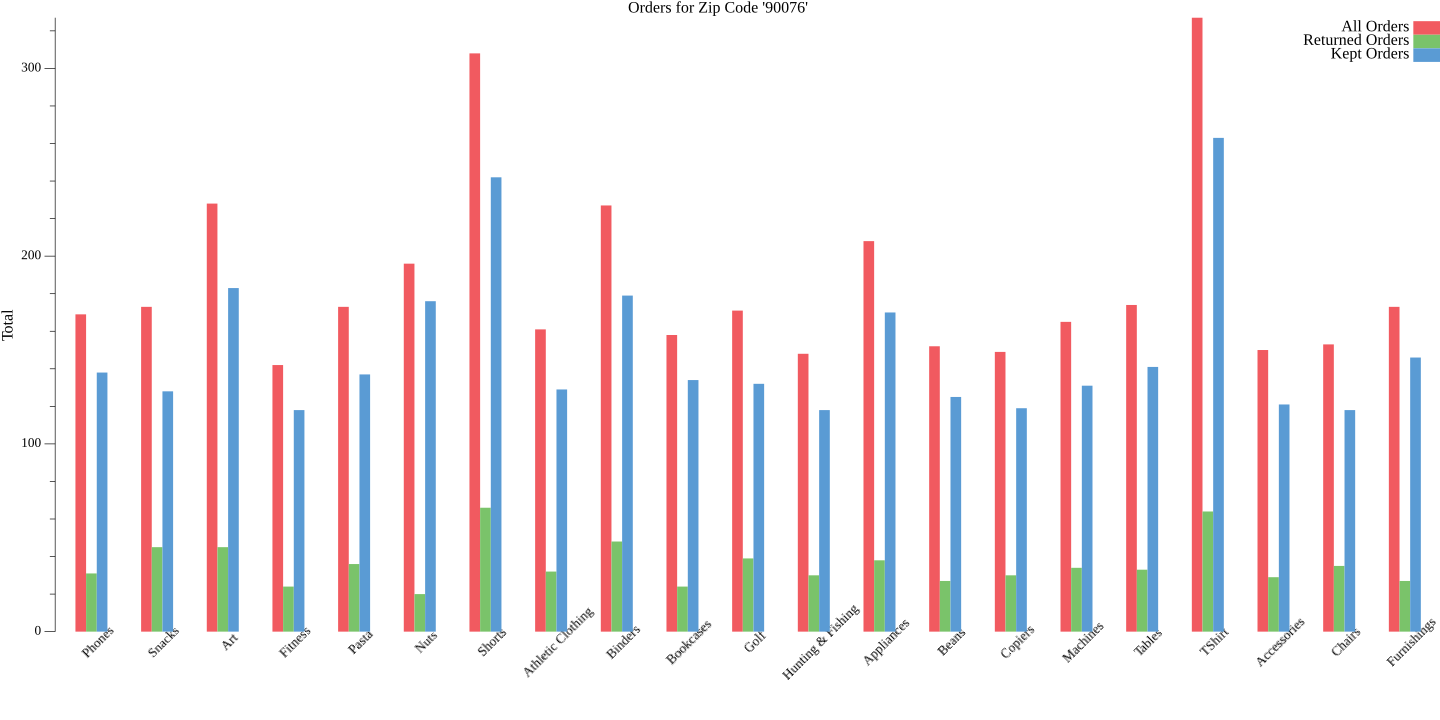 Orders for Zip Code '90076'
All Orders
Returned Orders
Kept Orders
Total
300
200
100
0
Phones
Snacks
Art
Fitness
Pasta
Nuts
Shorts
Athletic Clothing
Binders
Bookcases
Golf
Hunting & Fishing
Appliances
Beans
Copiers
Machines
Tables
TShirt
Accessories
Chairs
Furnishings